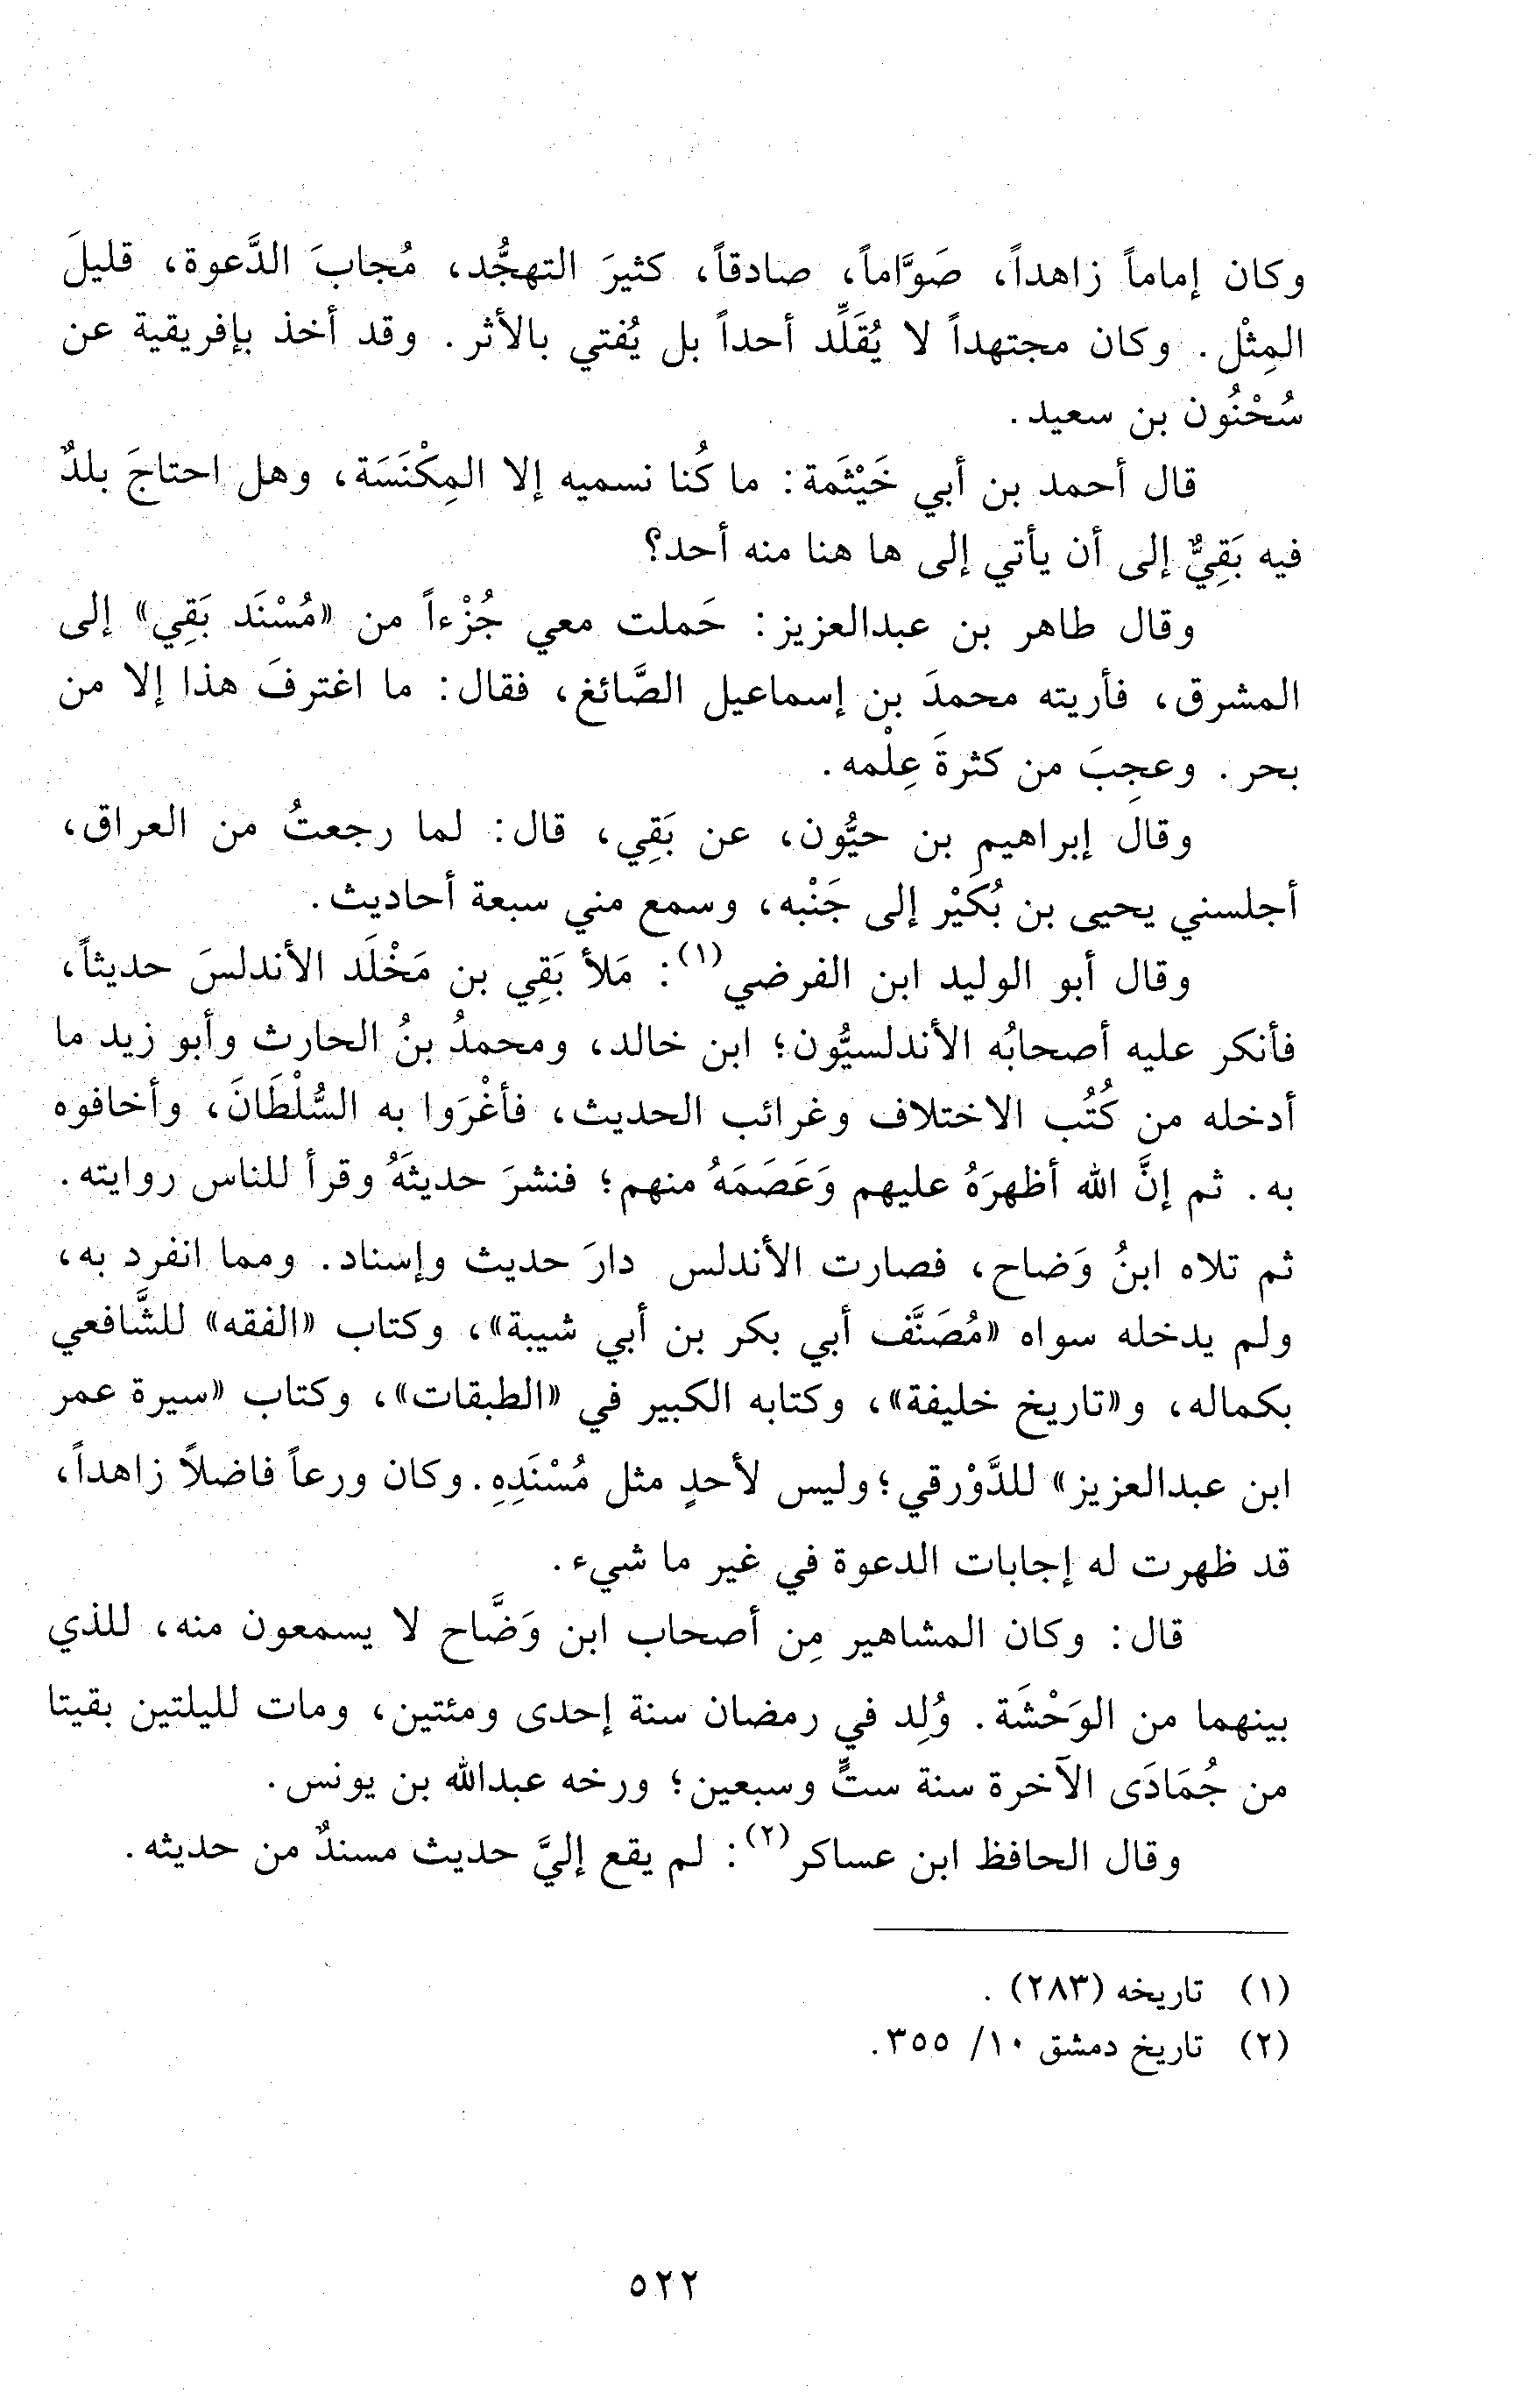 وكان إماماً زاهداً، صَوَّاماً، صادقاً، كثيرَ التهجُّد، مُجابَ الدَّعوة، قليلَ
المِثْل. وكان مجتهداً لا يُقَلِّد أحداً بل يُفتي بالأثر. وقد أخذ بإفريقية عن
سُحْنُون بن سعيد.
قال أحمد بن أبي خَيْثَمة: ما كُنا نسميه إلا المِكْنَسَة، وهل احتاجَ بلدٌ
فيه بَقِيٌّ إلى أن يأتي إلى ها هنا منه أحد؟
وقال طاهر بن عبدالعزيز: حَملت معي جُزْءاً من «مُسْنَد بَقِي» إلى
المشرق، فأريته محمدَ بن إسماعيل الصَّائغ، فقال: ما اغترفَ هذا إلا من
بحر. وعجِبَ من كثرةَ عِلْمه.
وقال إبراهيم بن حيُّون، عن بَقِي، قال: لما رجعتُ من العراق،
أجلسني يحيى بن بُكَيْر إلى جَنْبه، وسمع مني سبعة أحاديث.
وقال أبو الوليد ابن الفرضي(١): مَلأ بَقِي بن مَخْلَد الأندلسَ حديثاً،
فأنكر عليه أصحابُه الأندلسيُّون؛ ابن خالد، ومحمدُ بنُ الحارث وأبو زيد ما
أدخله من كُتُب الاختلاف وغرائب الحديث، فأغْرَوا به السُّلْطَانَ، وأخافوه
به. ثم إنَّ الله أظهرَهُ عليهم وَعَصَمَهُ منهم؛ فنشرَ حديثَهُ وقرأ للناس روايته.
ثم تلاه ابنُ وَضاح، فصارت الأندلس دارَ حديث وإسناد. ومما انفرد به،
ولم يدخله سواه «مُصَنَّف أبي بكر بن أبي شيبة»، وكتاب «الفقه» للشَّافعي
بكماله، و«تاريخ خليفة»، وكتابه الكبير في «الطبقات»، وكتاب «سيرة عمر
ابن عبدالعزيز» للدَّوْرقي؛ وليس لأحدٍ مثل مُسْنَدِهِ. وكان ورعاً فاضلاً زاهداً،
قد ظهرت له إجابات الدعوة في غير ما شيء.
قال: وكان المشاهير مِن أصحاب ابن وَضَّاح لا يسمعون منه، للذي
بينهما من الوَحْشَة. وُلِد في رمضان سنة إحدى ومئتين، ومات لليلتين بقيتا
من جُمَادَى الآخرة سنة ستٍّ وسبعين؛ ورخه عبدالله بن يونس.
وقال الحافظ ابن عساكر(٢): لم يقع إليَّ حديث مسندٌ من حديثه.
(١) تاريخه (٢٨٣).
(٢) تاريخ دمشق ١٠/ ٣٥٥.
٥٢٢